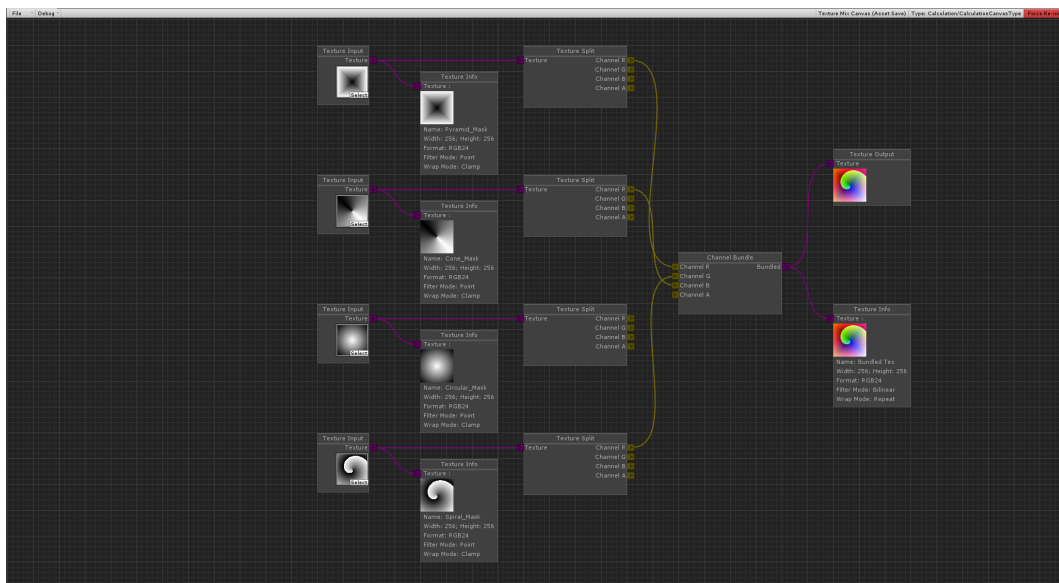 File Debug Texture Mix Canvas (Asset Save) Type: Calculation/CalculationCanvasType
Texture Input
Texture
Select
Texture Info
Texture :
Name: Pyramid_Mask
Width: 256; Height: 256
Format: RGB24
Filter Mode: Point
Wrap Mode: Clamp
Texture Split
Texture Channel R
Channel G
Channel B
Channel A
Texture Input
Texture
Select
Texture Info
Texture :
Name: Cone_Mask
Width: 256; Height: 256
Format: RGB24
Filter Mode: Point
Wrap Mode: Clamp
Texture Split
Texture Channel R
Channel G
Channel B
Channel A
Texture Input
Texture
Select
Texture Info
Texture :
Name: Circular_Mask
Width: 256; Height: 256
Format: RGB24
Filter Mode: Point
Wrap Mode: Clamp
Texture Split
Texture Channel R
Channel G
Channel B
Channel A
Texture Input
Texture
Select
Texture Info
Texture :
Name: Spiral_Mask
Width: 256; Height: 256
Format: RGB24
Filter Mode: Point
Wrap Mode: Clamp
Texture Split
Texture Channel R
Channel G
Channel B
Channel A
Channel Bundle
Channel R Bundled
Channel G
Channel B
Channel A
Texture Output
Texture
Texture Info
Texture :
Name: Bundled Tex
Width: 256; Height: 256
Format: RGB24
Filter Mode: Bilinear
Wrap Mode: Repeat